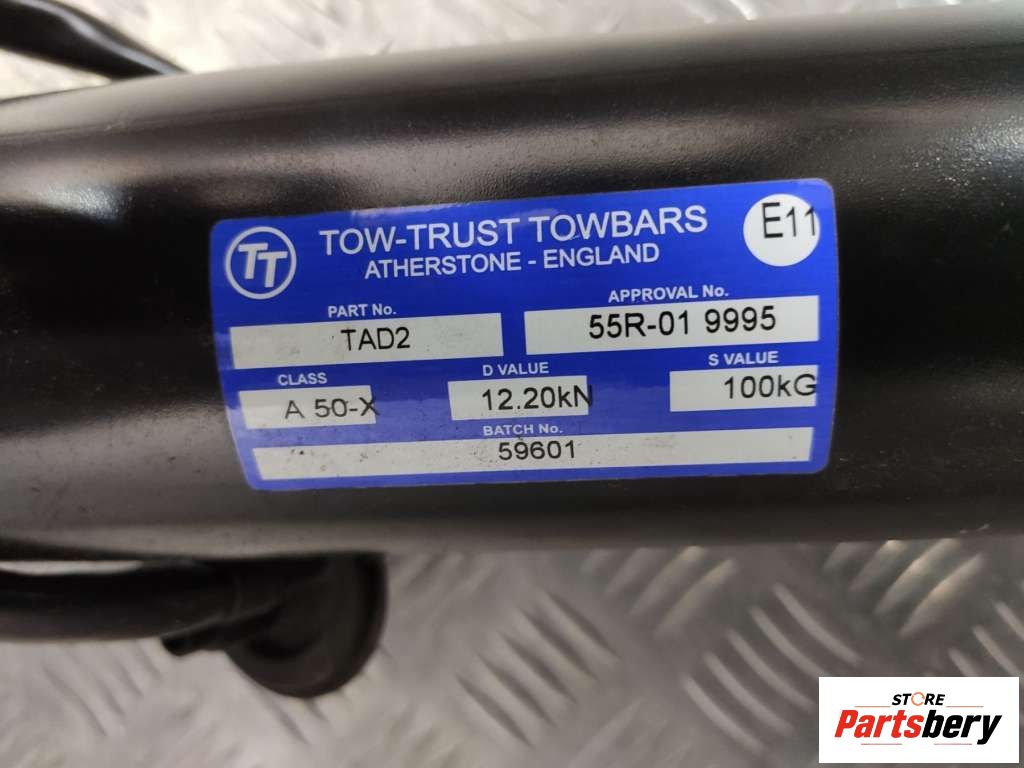 TT
TOW-TRUST TOWBARS
E11
ATHERSTONE - ENGLAND
PART No.
APPROVAL No.
TAD2
55R-01 9995
CLASS
D VALUE
S VALUE
A 50-X
12.20kN
100kG
BATCH No.
59601
STORE
Partsbery